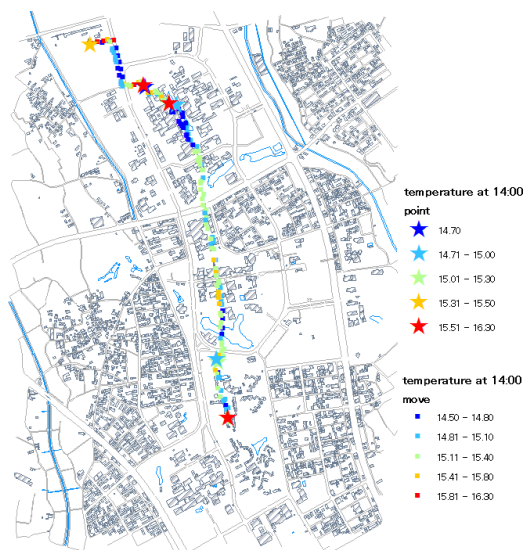 temperature at 14:00
point
14.70
14.71 - 15.00
15.01 - 15.30
15.31 - 15.50
15.51 - 16.30
temperature at 14:00
move
14.50 - 14.80
14.81 - 15.10
15.11 - 15.40
15.41 - 15.80
15.81 - 16.30